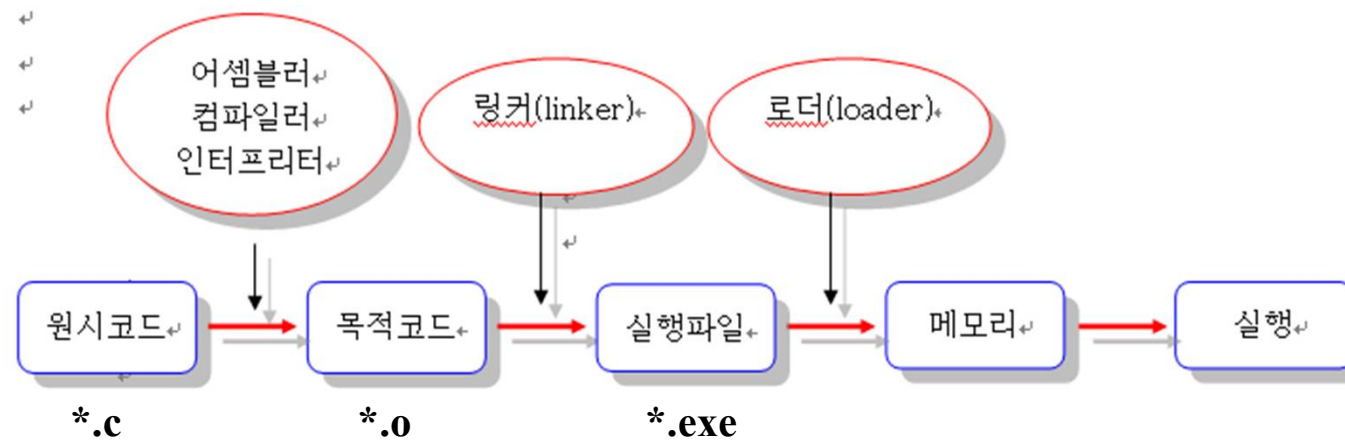 어셈블러
컴파일러
인터프리터
링커(linker)
로더(loader)
원시코드
목적코드
실행파일
메모리
실행
*.c
*.o
*.exe